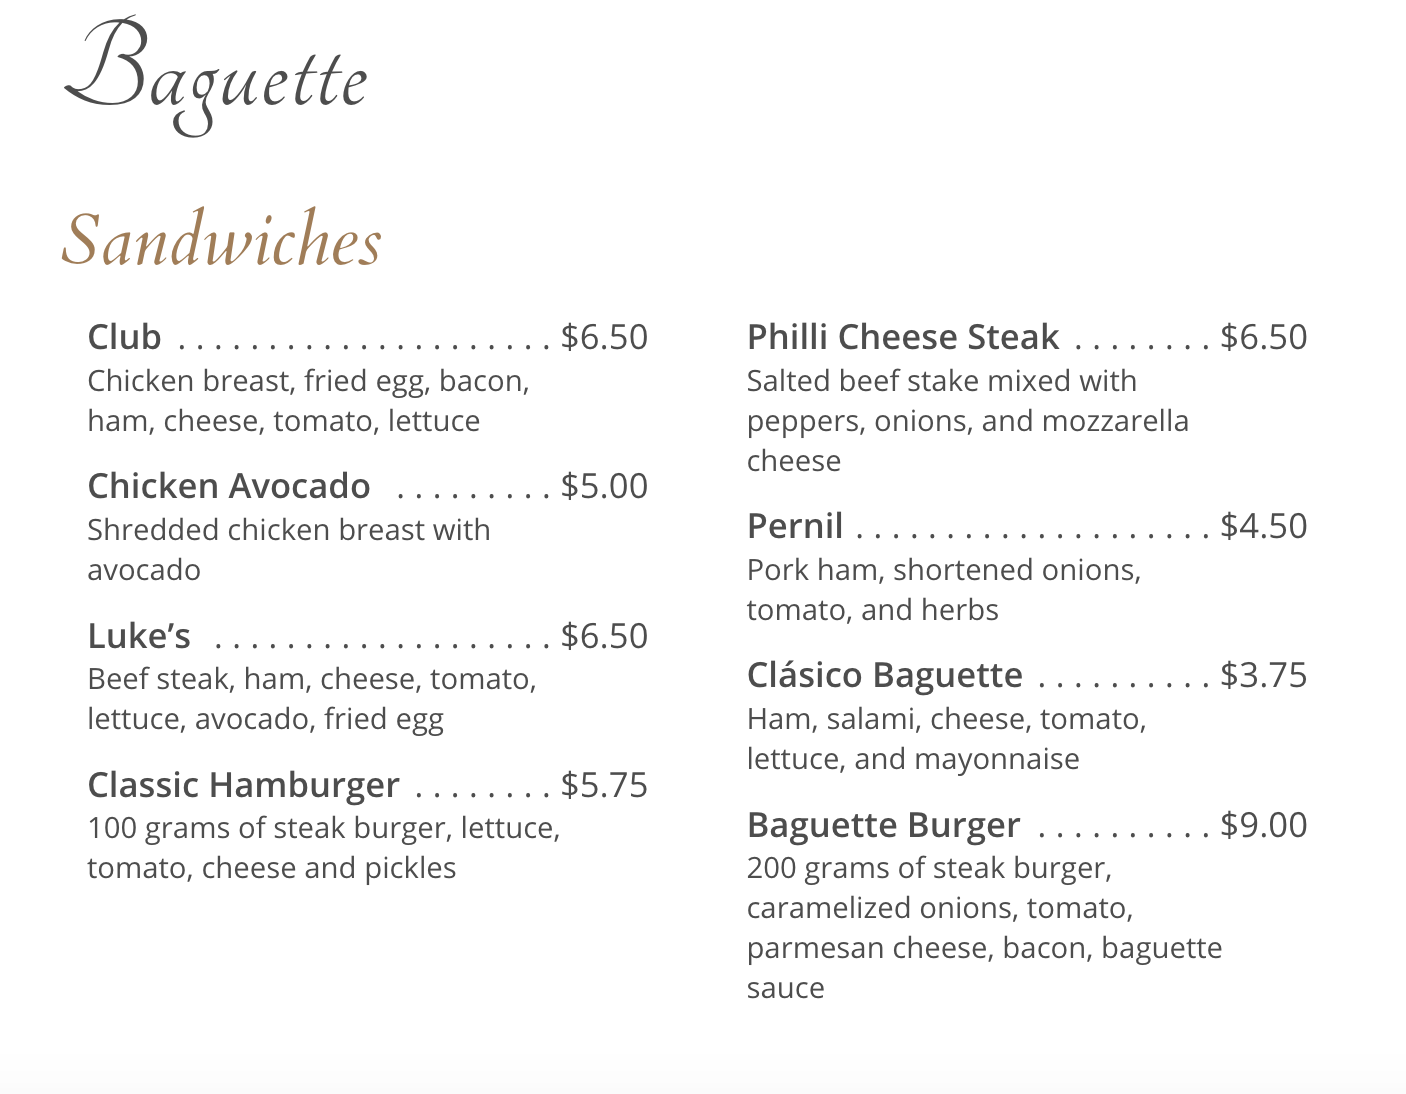 Baguette
Sandwiches
Club . . . . . . . . . . . . . . . . . . . . . $6.50
Chicken breast, fried egg, bacon,
ham, cheese, tomato, lettuce
Chicken Avocado . . . . . . . . . $5.00
Shredded chicken breast with
avocado
Luke’s . . . . . . . . . . . . . . . . . . . $6.50
Beef steak, ham, cheese, tomato,
lettuce, avocado, fried egg
Classic Hamburger . . . . . . . . $5.75
100 grams of steak burger, lettuce,
tomato, cheese and pickles
Philli Cheese Steak . . . . . . . . $6.50
Salted beef stake mixed with
peppers, onions, and mozzarella
cheese
Pernil . . . . . . . . . . . . . . . . . . . . $4.50
Pork ham, shortened onions,
tomato, and herbs
Clásico Baguette . . . . . . . . . . $3.75
Ham, salami, cheese, tomato,
lettuce, and mayonnaise
Baguette Burger . . . . . . . . . . $9.00
200 grams of steak burger,
caramelized onions, tomato,
parmesan cheese, bacon, baguette
sauce